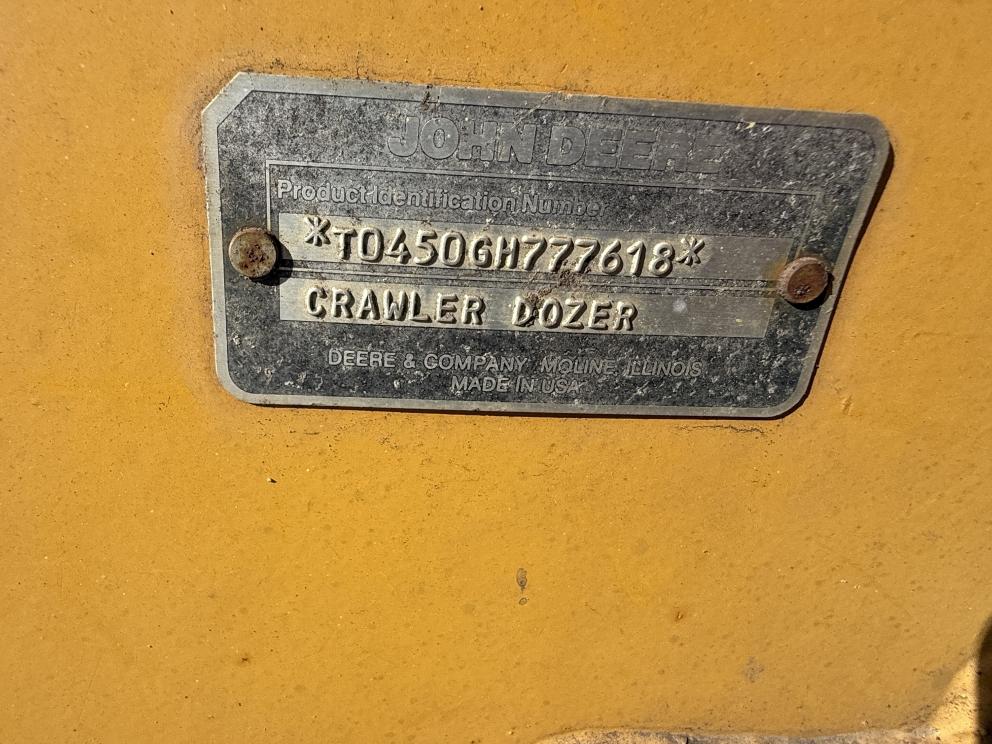 JOHN DEERE
Product Identification Number
*T0450GH777618*
CRAWLER DOZER
DEERE & COMPANY MOLINE, ILLINOIS
MADE IN USA